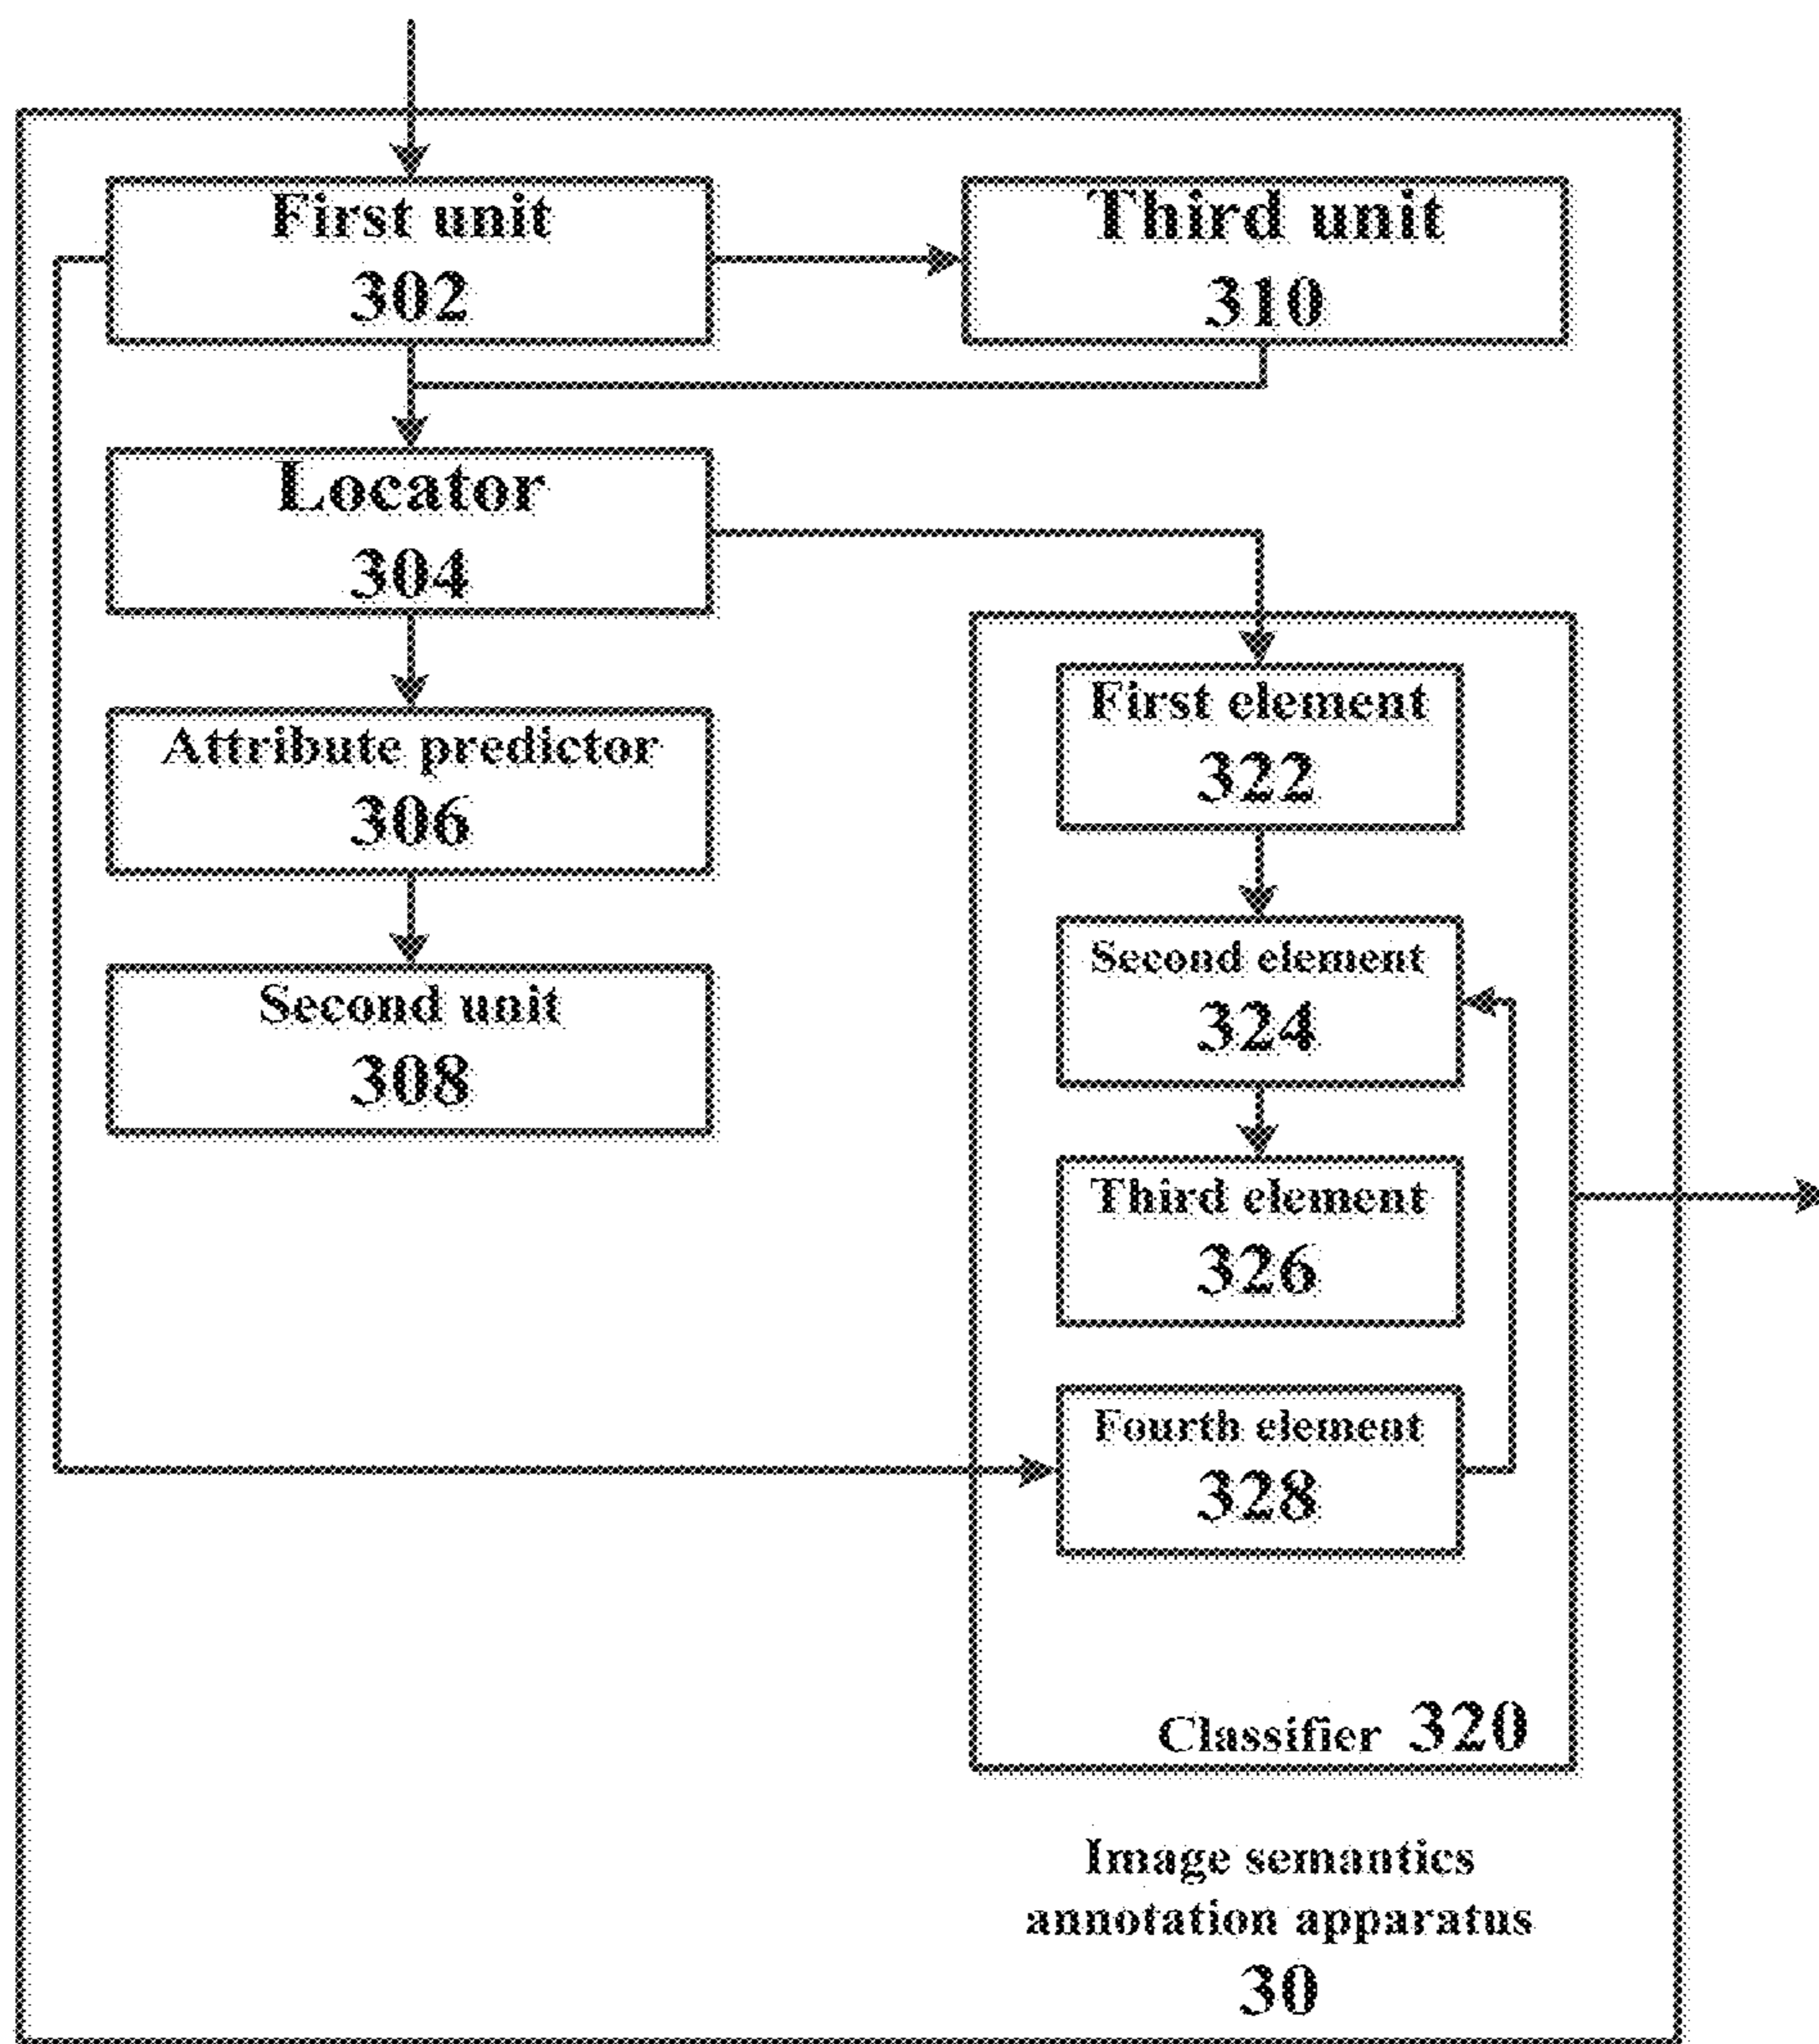 First unit
302
Third unit
310
Locator
304
Attribute predictor
306
Second unit
308
First element
322
Second element
324
Third element
326
Fourth element
328
Classifier 320
Image semantics
annotation apparatus
30